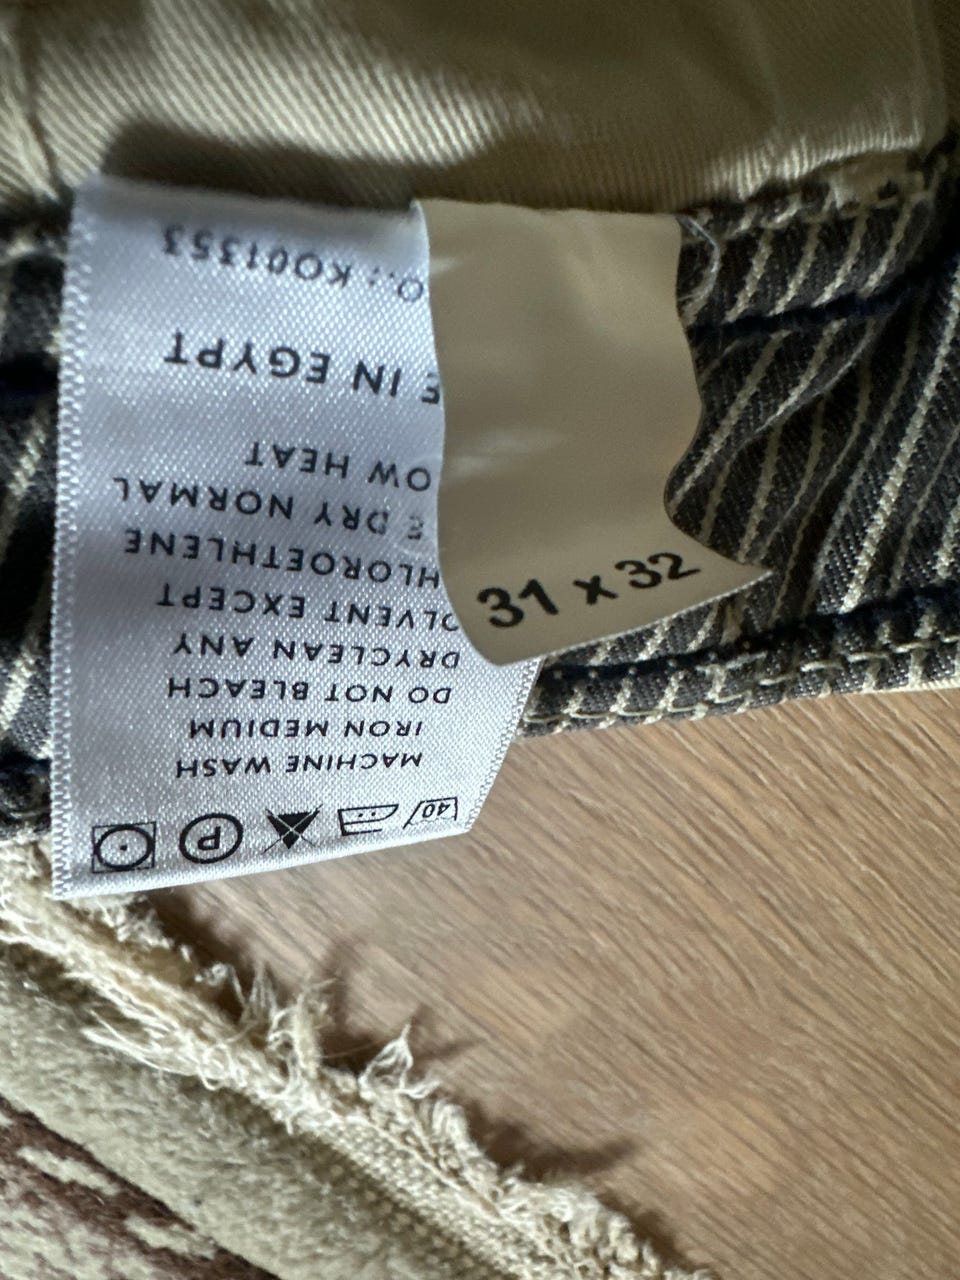 40
P
MACHINE WASH
IRON MEDIUM
DO NOT BLEACH
DRYCLEAN ANY
OLVENT EXCEPT
HLOROETHLENE
E DRY NORMAL
OW HEAT
E IN EGYPT
O.: KO01353
31 x 32